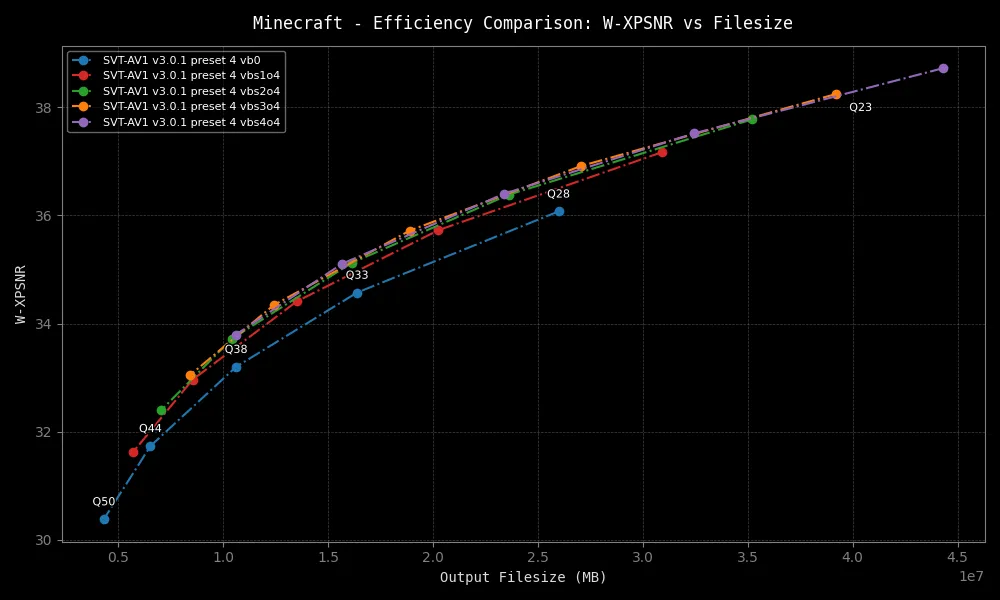 Minecraft - Efficiency Comparison: W-XPSNR vs Filesize
SVT-AV1 v3.0.1 preset 4 vb0
SVT-AV1 v3.0.1 preset 4 vbs1o4
SVT-AV1 v3.0.1 preset 4 vbs2o4
SVT-AV1 v3.0.1 preset 4 vbs3o4
SVT-AV1 v3.0.1 preset 4 vbs4o4
38
36
34
32
30
W-XPSNR
Q23
Q28
Q33
Q38
Q44
Q50
0.5 1.0 1.5 2.0 2.5 3.0 3.5 4.0 4.5
1e7
Output Filesize (MB)